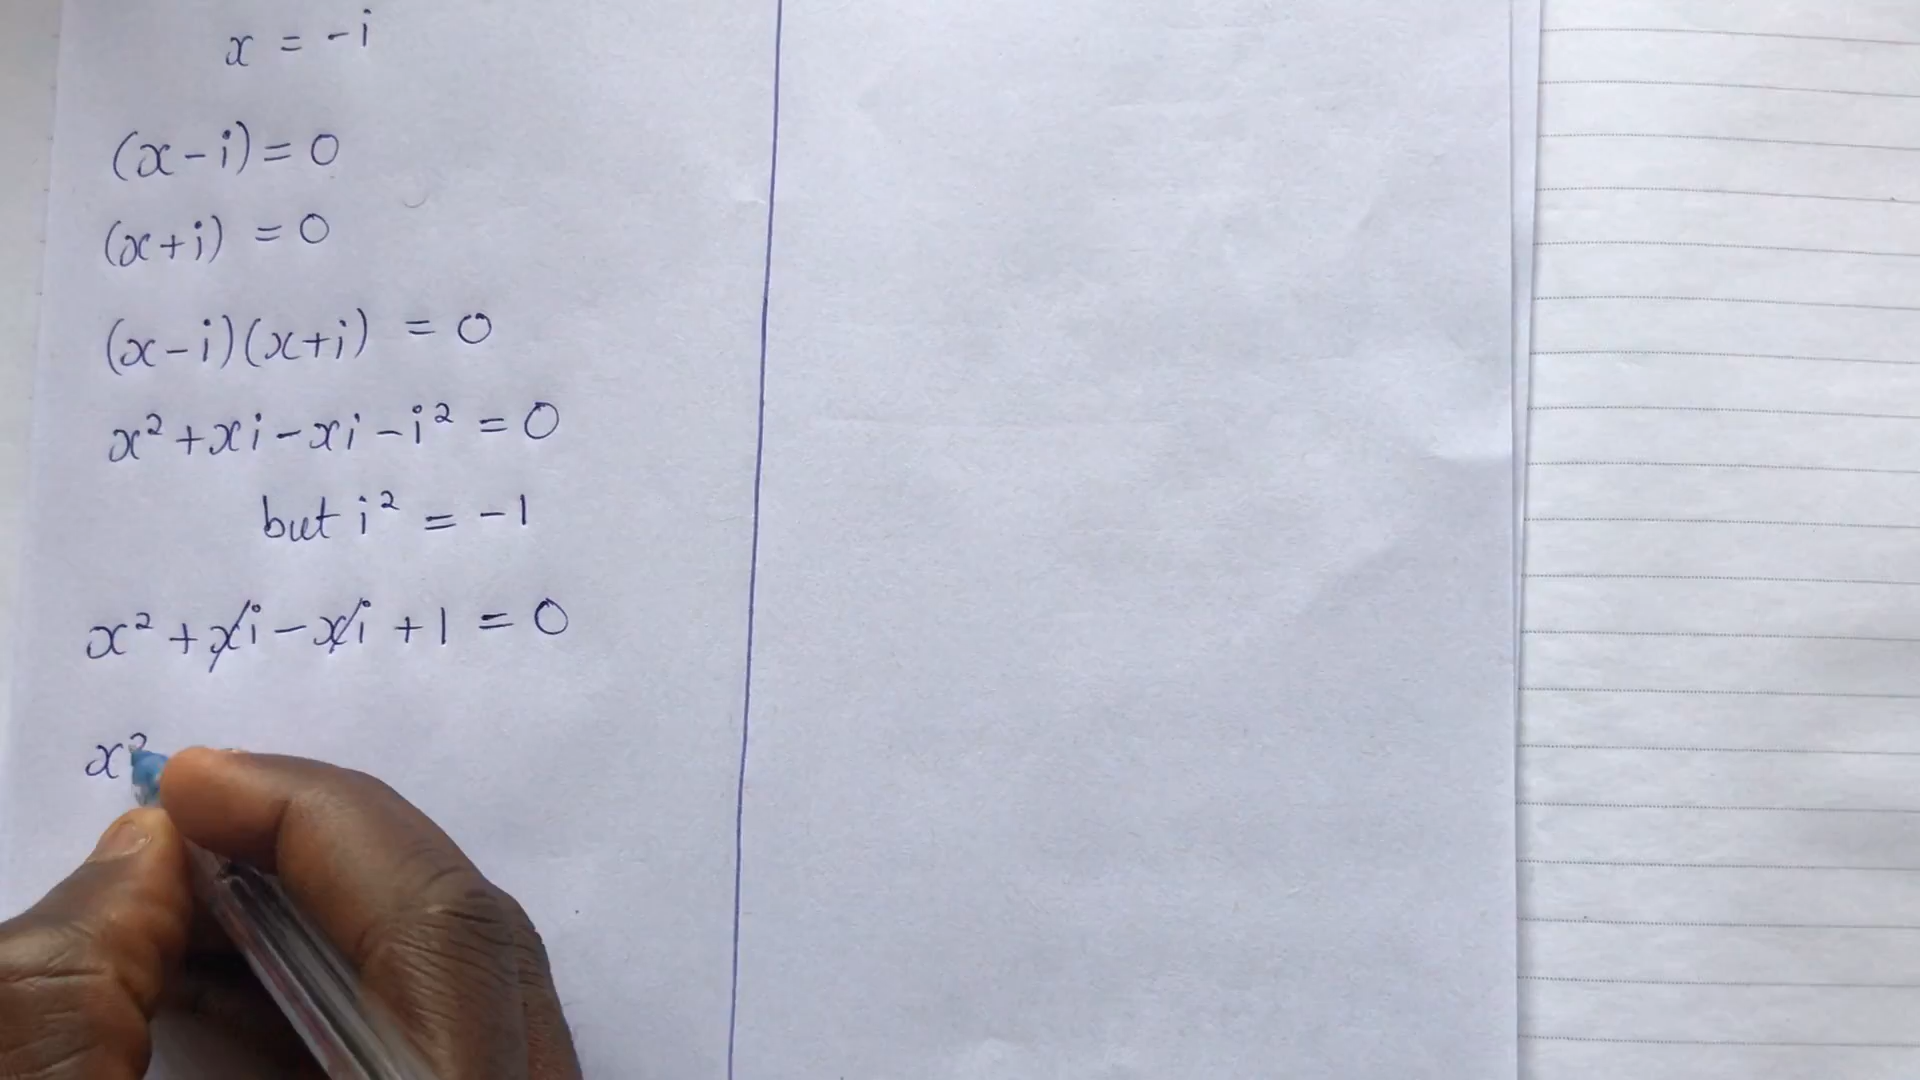 x = -i
(x-i) = 0
(x+i) = 0
(x-i)(x+i) = 0
x² + xi - xi - i² = 0
but i² = -1
x² + xi - xi + 1 = 0
x²